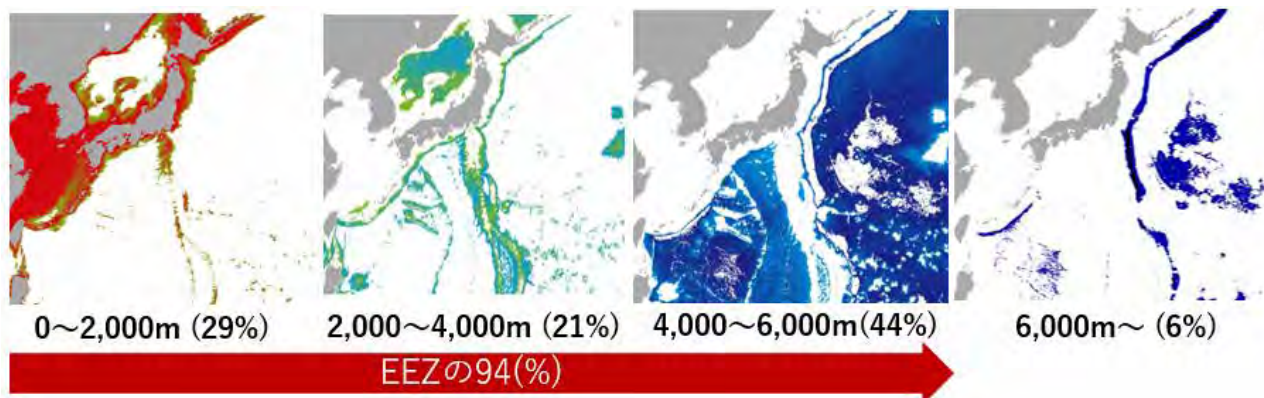 0～2,000m (29%)
2,000～4,000m (21%)
4,000～6,000m(44%)
6,000m～ (6%)
EEZの94(%)